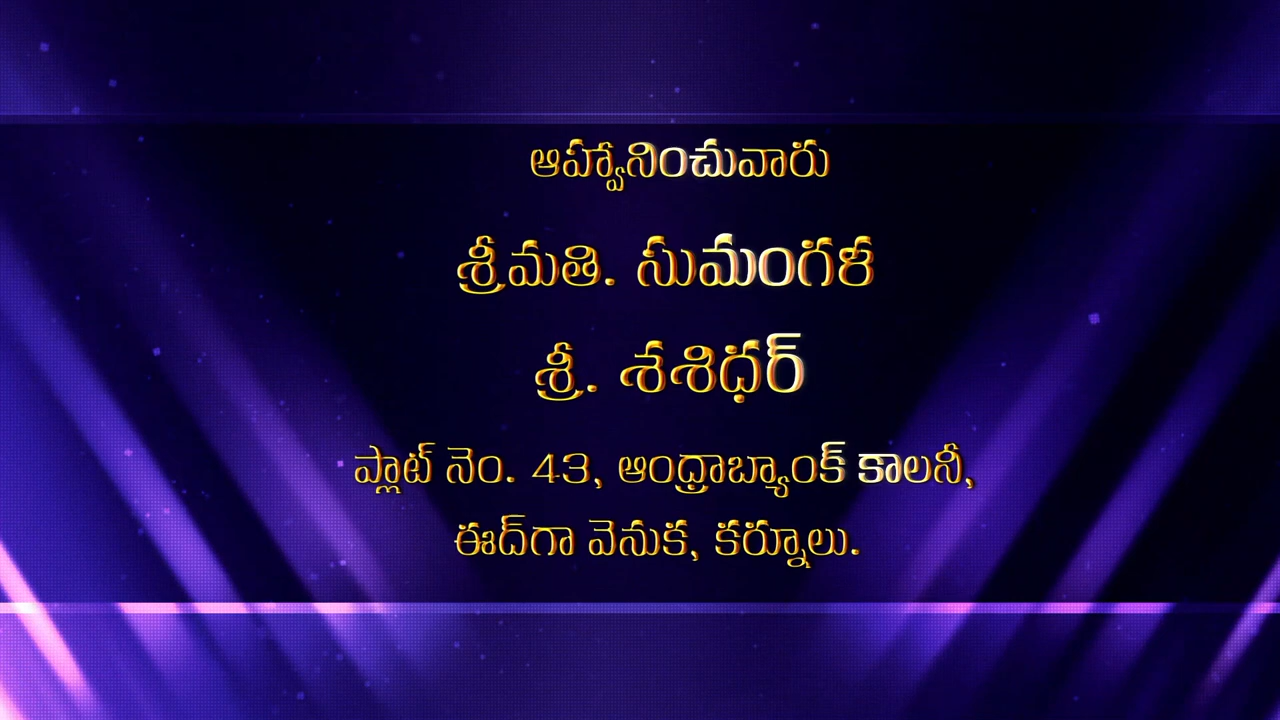 ఆహ్వానించువారు
శ్రీమతి. సుమంగళ
శ్రీ. శశిధర్
ప్లాట్ నెం. 43, ఆంధ్రాబ్యాంక్ కాలనీ,
ఈద్‌గా వెనుక, కర్నూలు.